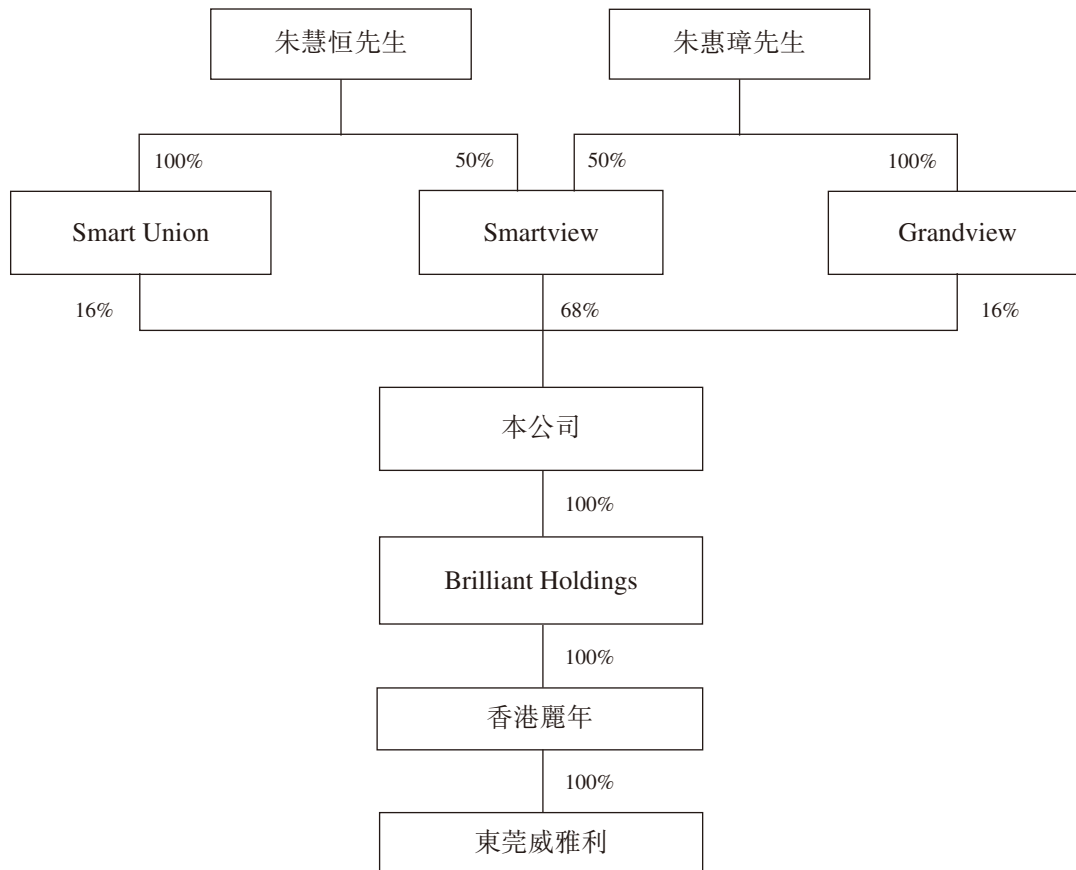 朱慧恒先生
朱惠璋先生
100%
50%
50%
100%
Smart Union
Smartview
Grandview
16%
68%
16%
本公司
100%
Brilliant Holdings
100%
香港麗年
100%
東莞威雅利